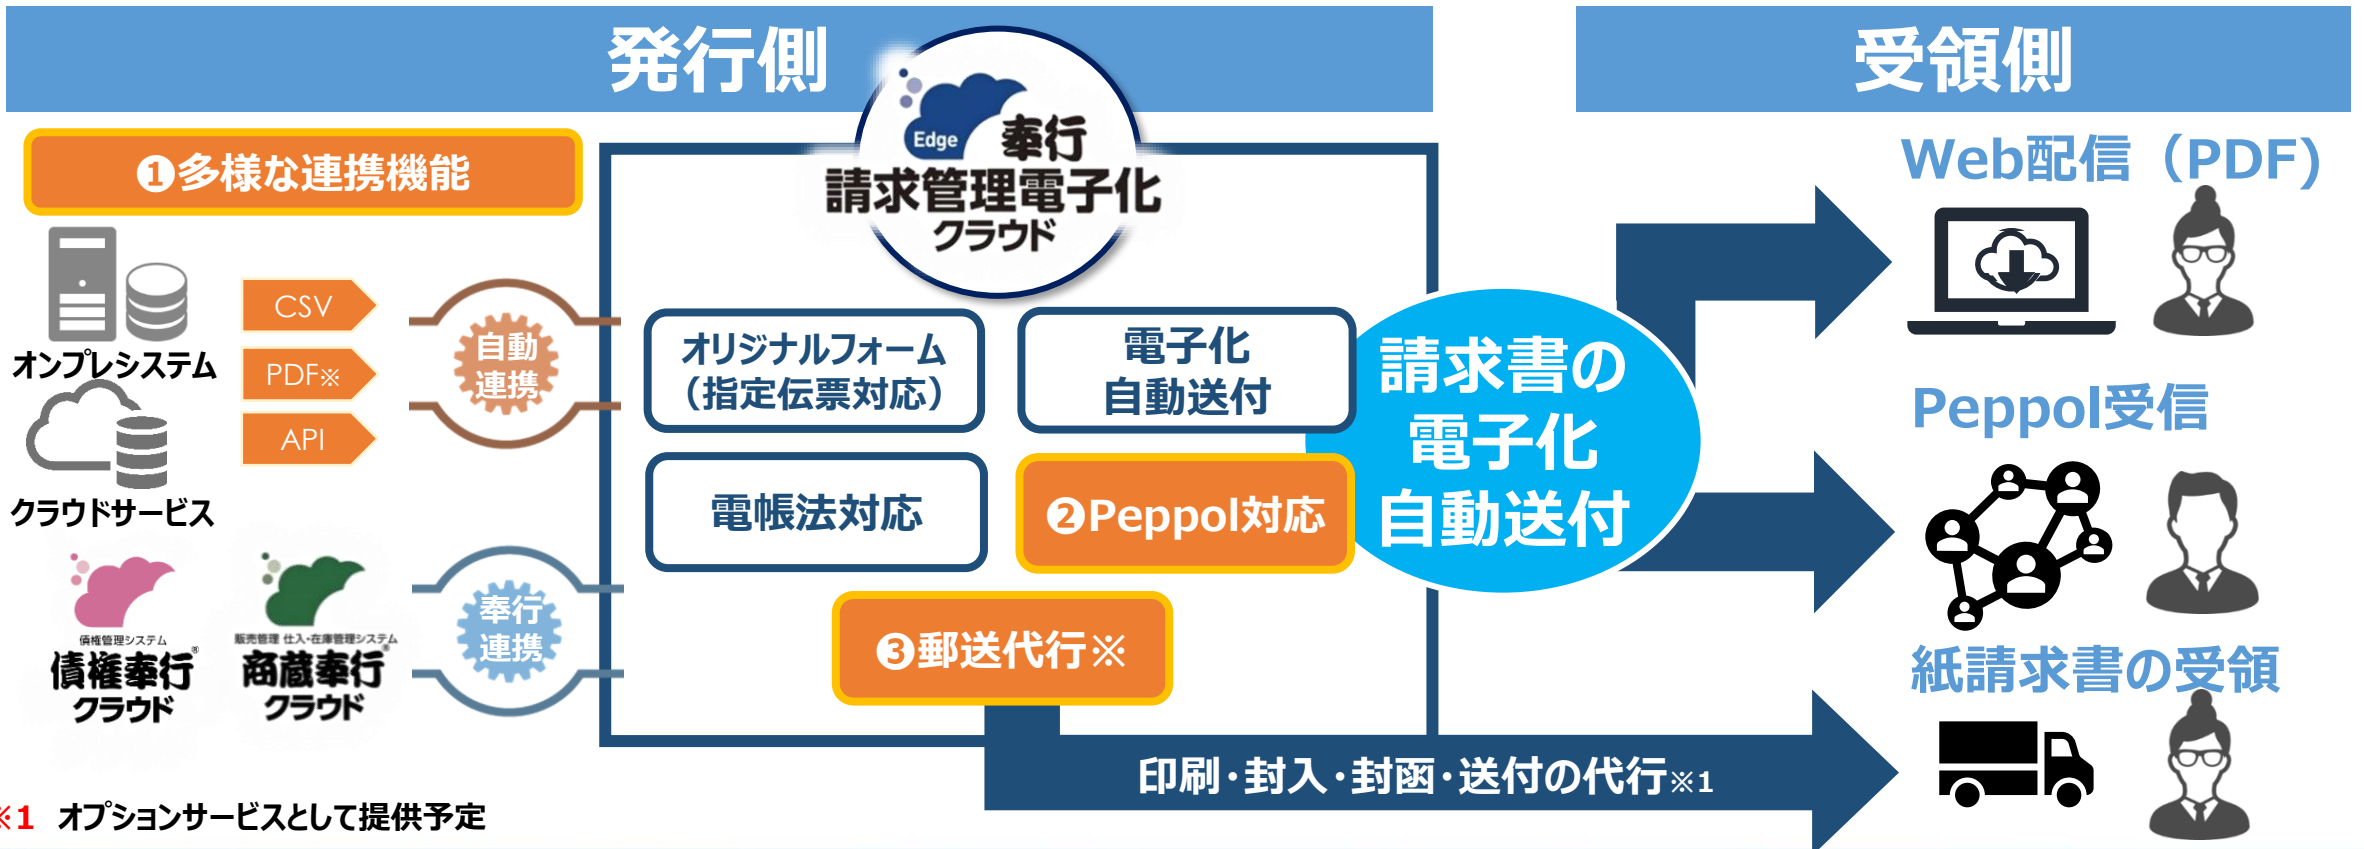 発行側
受領側
Edge
奉行
請求管理電子化
クラウド
❶多様な連携機能
オンプレシステム
クラウドサービス
CSV
PDF※
API
自動
連携
債権管理システム
債権奉行®
クラウド
販売管理 仕入・在庫管理システム
商蔵奉行®
クラウド
奉行
連携
オリジナルフォーム
（指定伝票対応）
電子化
自動送付
電帳法対応
❷Peppol対応
❸郵送代行※
請求書の
電子化
自動送付
印刷・封入・封函・送付の代行※1
Web配信（PDF)
Peppol受信
紙請求書の受領
※1 オプションサービスとして提供予定